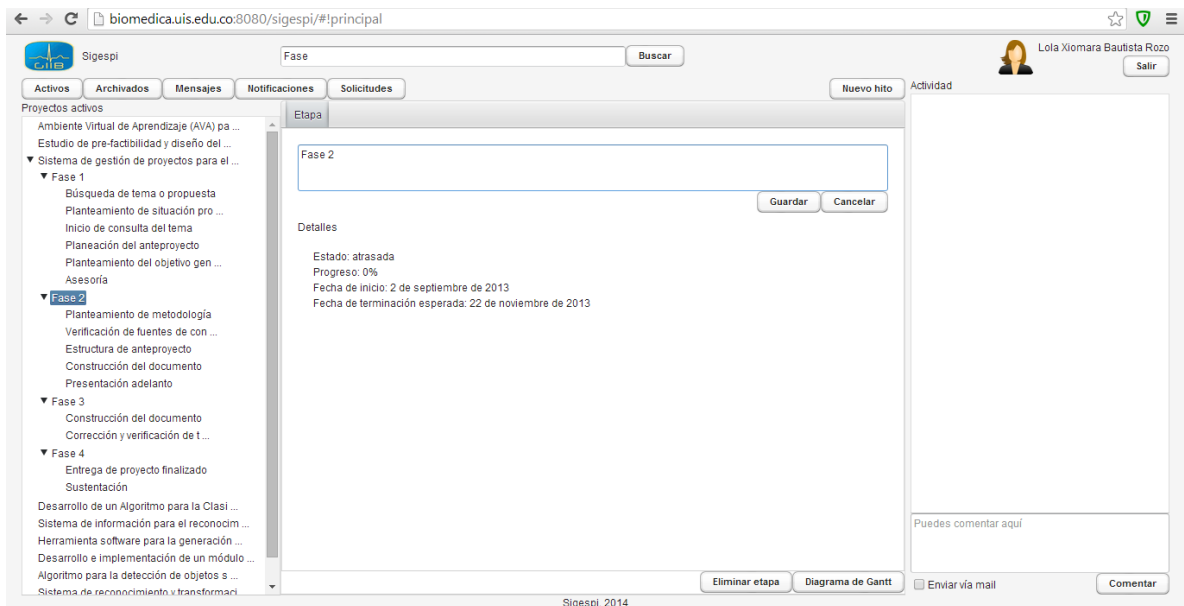 biomedica.uis.edu.co:8080/sigespi/#!principal
GIIB
Sigespi
Fase
Buscar
Lola Xiomara Bautista Rozo
Salir
Activos
Archivados
Mensajes
Notificaciones
Solicitudes
Nuevo hito
Actividad
Proyectos activos
Ambiente Virtual de Aprendizaje (AVA) pa ...
Estudio de pre-factibilidad y diseño del ...
Sistema de gestión de proyectos para el ...
Fase 1
Búsqueda de tema o propuesta
Planteamiento de situación pro ...
Inicio de consulta del tema
Planeación del anteproyecto
Planteamiento del objetivo gen ...
Asesoría
Fase 2
Planteamiento de metodología
Verificación de fuentes de con ...
Estructura de anteproyecto
Construcción del documento
Presentación adelanto
Fase 3
Construcción del documento
Corrección y verificación de t ...
Fase 4
Entrega de proyecto finalizado
Sustentación
Desarrollo de un Algoritmo para la Clasi ...
Sistema de información para el reconocim ...
Herramienta software para la generación ...
Desarrollo e implementación de un módulo ...
Algoritmo para la detección de objetos s ...
Sistema de reconocimiento y transformaci
Etapa
Fase 2
Guardar
Cancelar
Detalles
Estado: atrasada
Progreso: 0%
Fecha de inicio: 2 de septiembre de 2013
Fecha de terminación esperada: 22 de noviembre de 2013
Eliminar etapa
Diagrama de Gantt
Puedes comentar aquí
Enviar vía mail
Comentar
Sigespi, 2014